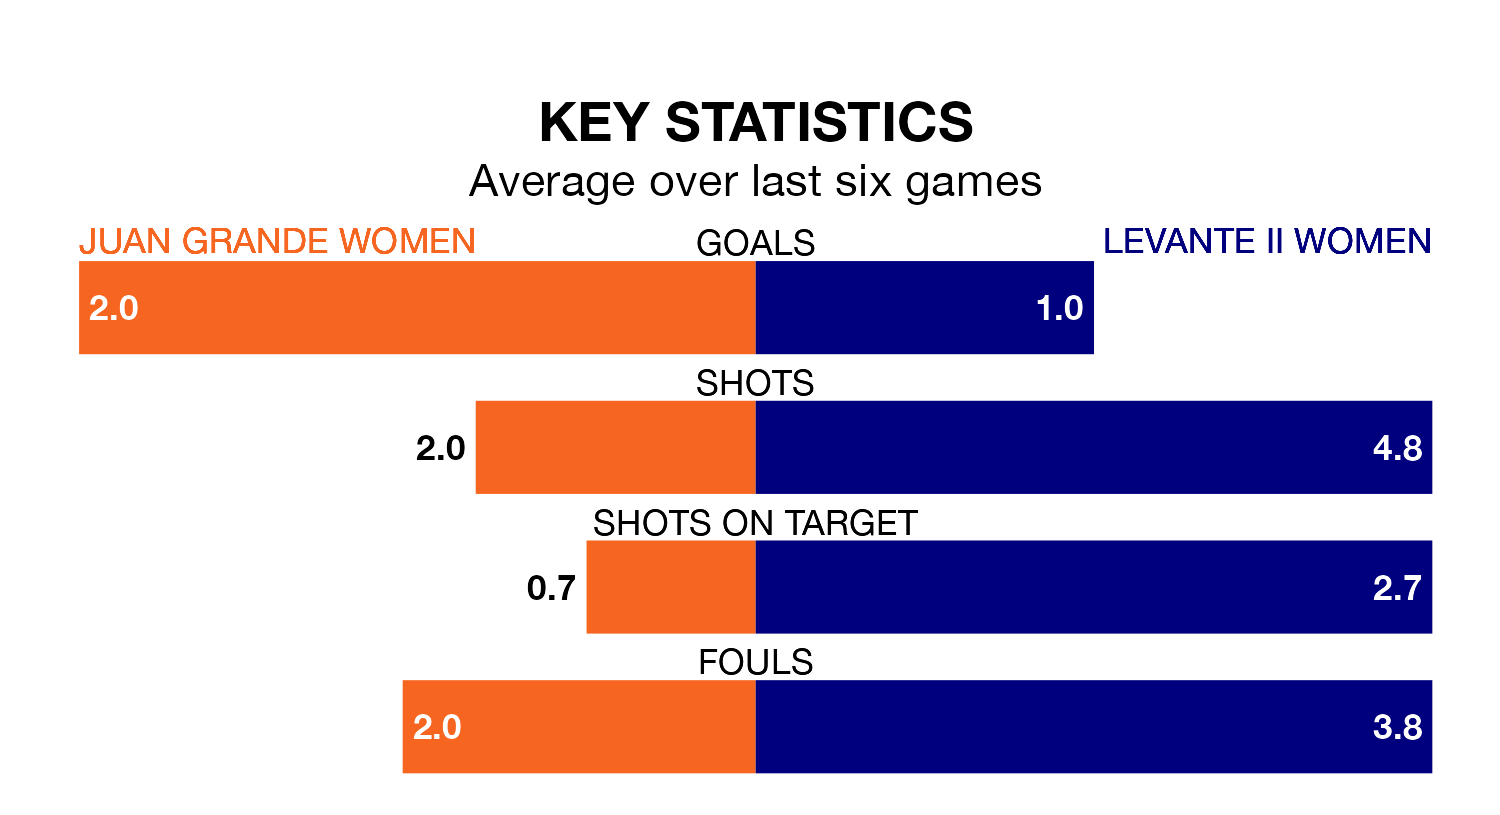 KEY STATISTICS
Average over last six games
JUAN GRANDE WOMEN GOALS LEVANTE II WOMEN
2.0 1.0
SHOTS
2.0 4.8
SHOTS ON TARGET
0.7 2.7
FOULS
2.0 3.8